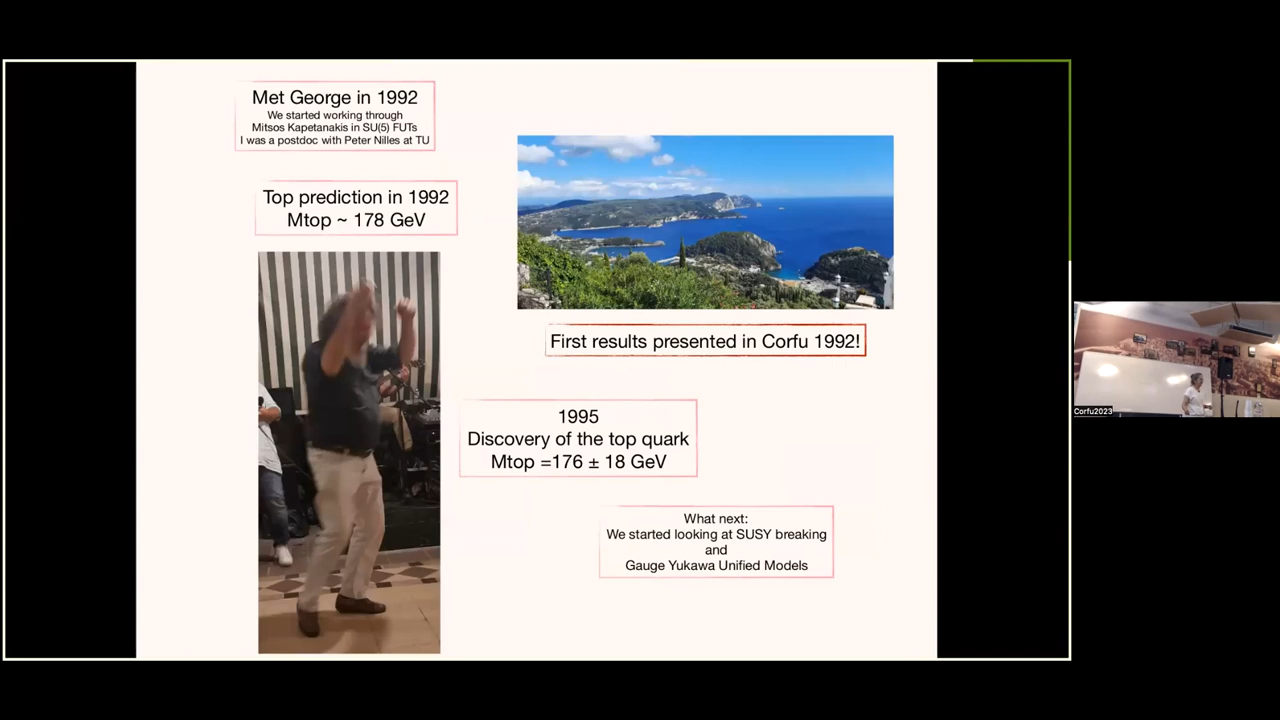 Met George in 1992
We started working through
Mitsos Kapetanakis in SU(5) FUTs
I was a postdoc with Peter Nilles at TU
Top prediction in 1992
Mtop ~ 178 GeV
First results presented in Corfu 1992!
1995
Discovery of the top quark
Mtop =176 ± 18 GeV
What next:
We started looking at SUSY breaking
and
Gauge Yukawa Unified Models
Corfu2023